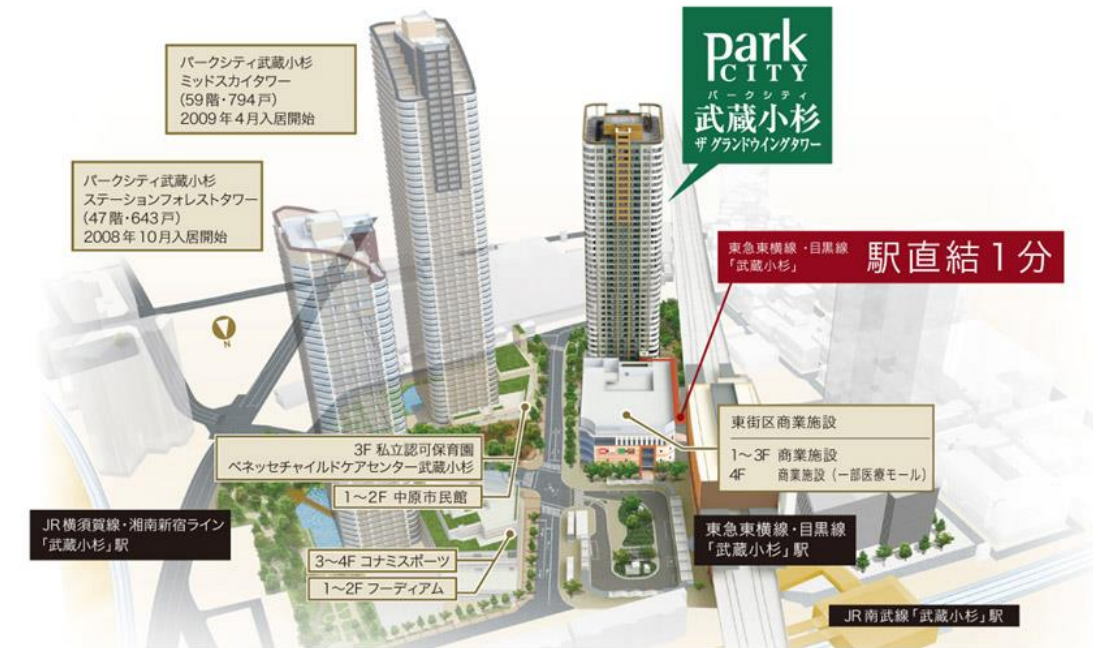 パークシティ武蔵小杉
ミッドスカイタワー
(59階・794戸)
2009年4月入居開始
park
CITY
パークシティ
武蔵小杉
ザ グランドウイングタワー
パークシティ武蔵小杉
ステーションフォレストタワー
(47階・643戸)
2008年10月入居開始
東急東横線・目黒線
「武蔵小杉」
駅直結1分
N
東街区商業施設
1〜3F 商業施設
4F 商業施設(一部医療モール)
3F 私立認可保育園
ベネッセチャイルドケアセンター武蔵小杉
1〜2F 中原市民館
JR横須賀線・湘南新宿ライン
「武蔵小杉」駅
東急東横線・目黒線
「武蔵小杉」駅
3〜4F コナミスポーツ
1〜2F フーディアム
JR南武線「武蔵小杉」駅